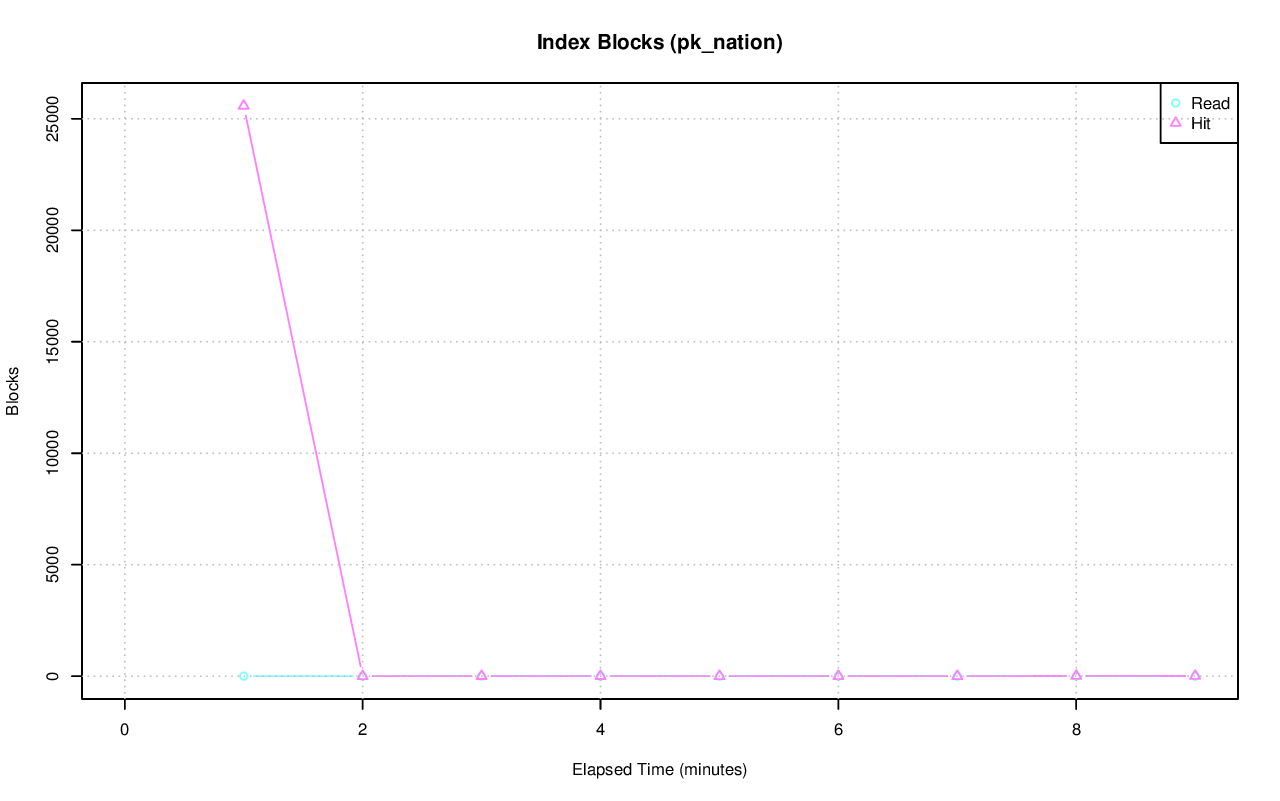 Index Blocks (pk_nation)
Read
Hit
25000
20000
15000
10000
5000
0
Blocks
0 2 4 6 8
Elapsed Time (minutes)